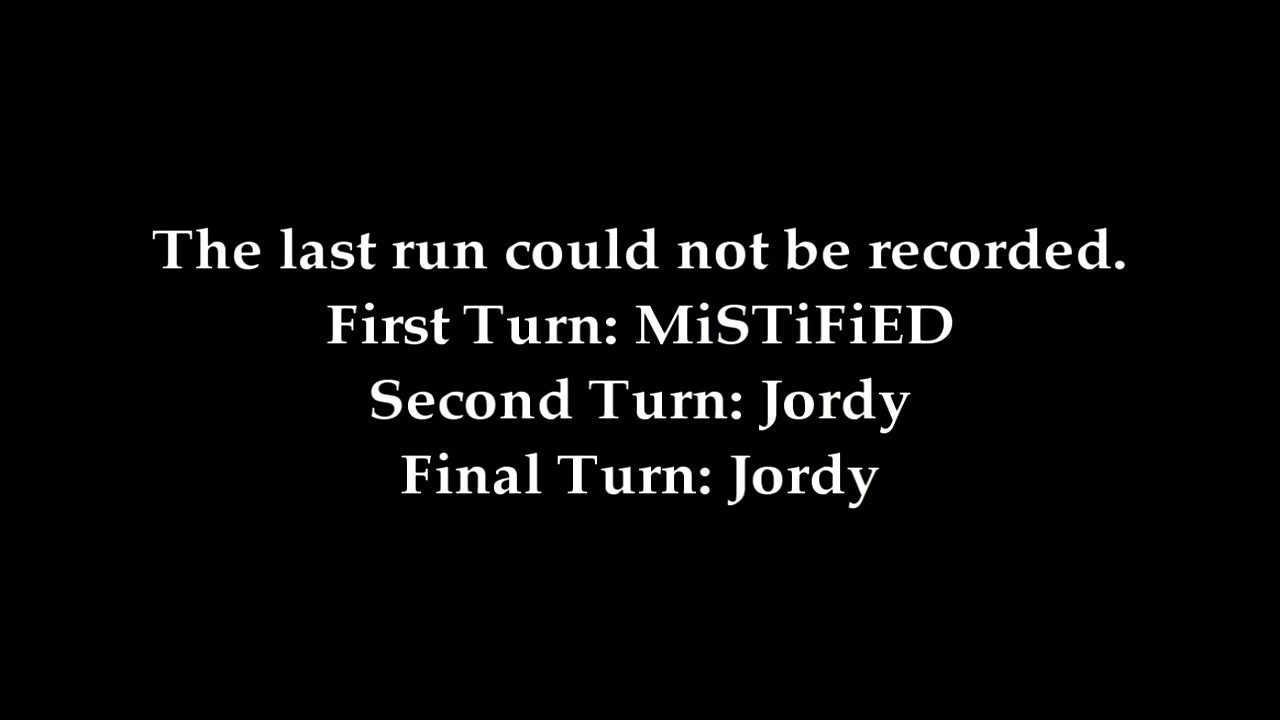 The last run could not be recorded.
First Turn: MiSTiFiED
Second Turn: Jordy
Final Turn: Jordy